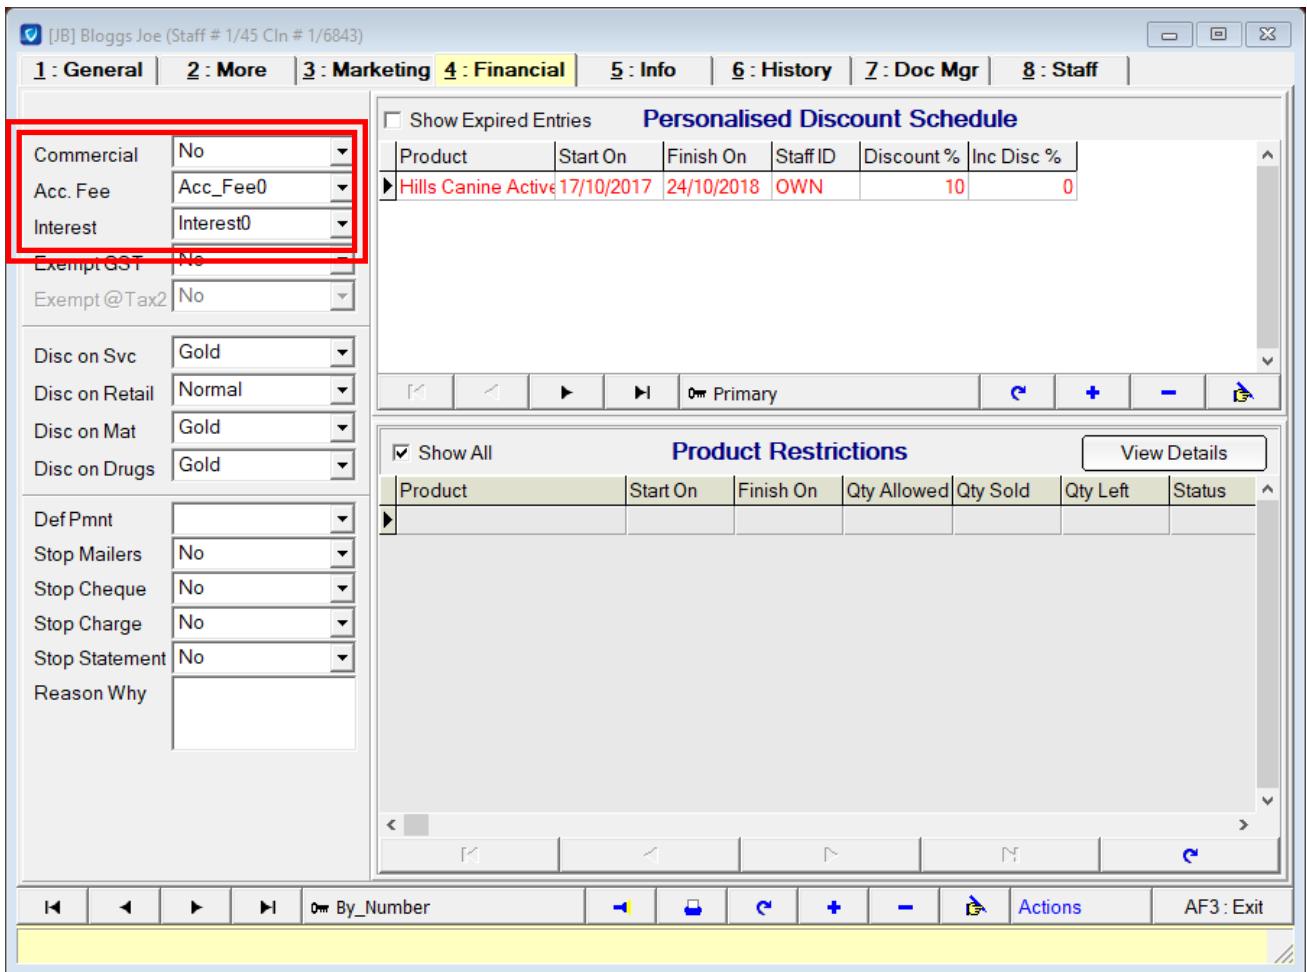 [JB] Bloggs Joe (Staff # 1/45 Cln # 1/6843)
1 : General 2 : More 3 : Marketing 4 : Financial 5 : Info 6 : History 7 : Doc Mgr 8 : Staff
Commercial No
Acc. Fee Acc_Fee0
Interest Interest0
Exempt GST No
Exempt @Tax2 No
Disc on Svc Gold
Disc on Retail Normal
Disc on Mat Gold
Disc on Drugs Gold
Def Pmnt
Stop Mailers No
Stop Cheque No
Stop Charge No
Stop Statement No
Reason Why
Show Expired Entries Personalised Discount Schedule
Product Start On Finish On Staff ID Discount % Inc Disc %
Hills Canine Active 17/10/2017 24/10/2018 OWN 10 0
Primary
Show All Product Restrictions View Details
Product Start On Finish On Qty Allowed Qty Sold Qty Left Status
By_Number Actions AF3 : Exit